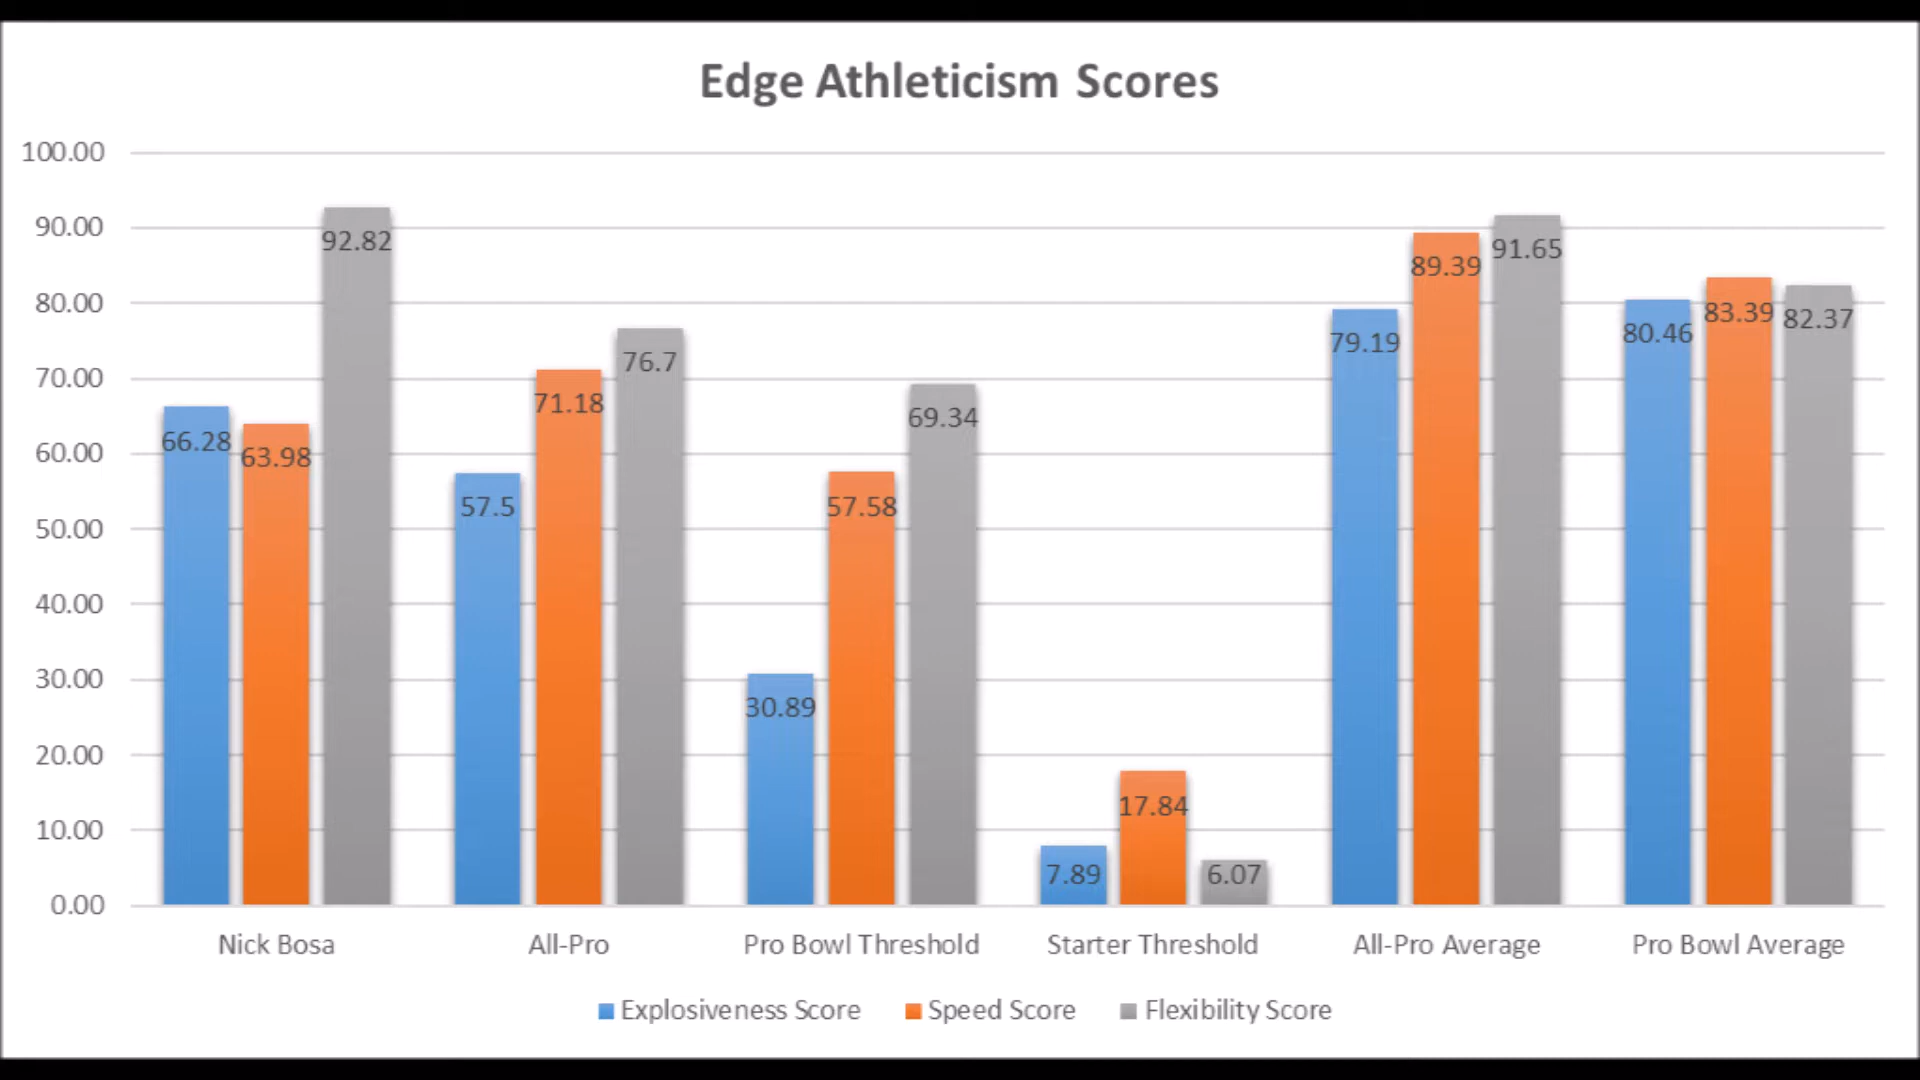 Edge Athleticism Scores
100.00
90.00
80.00
70.00
60.00
50.00
40.00
30.00
20.00
10.00
0.00
66.28
63.98
92.82
57.5
71.18
76.7
30.89
57.58
69.34
7.89
17.84
6.07
79.19
89.39
91.65
80.46
83.39
82.37
Nick Bosa
All-Pro
Pro Bowl Threshold
Starter Threshold
All-Pro Average
Pro Bowl Average
Explosiveness Score
Speed Score
Flexibility Score